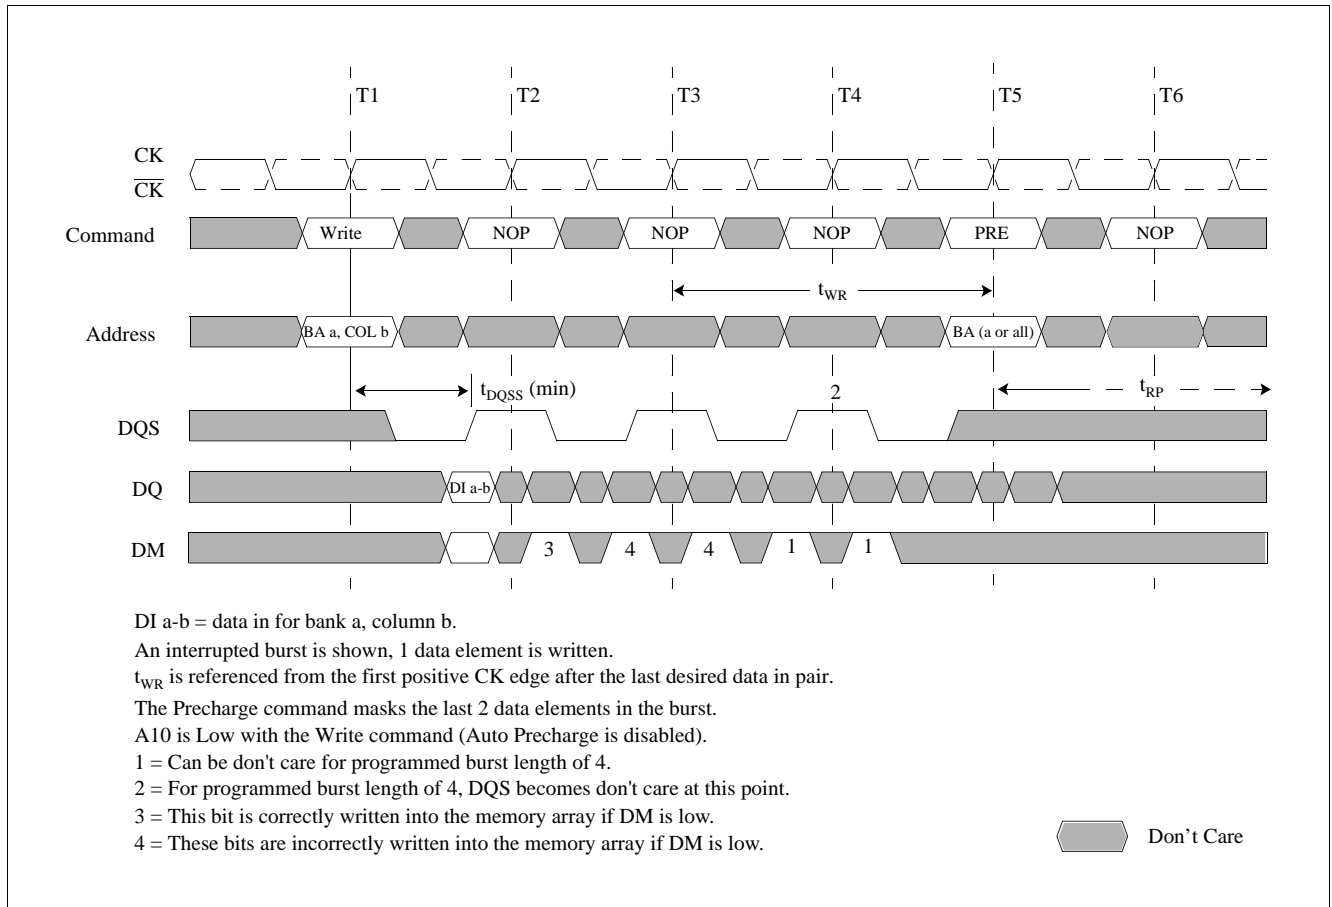 T1 T2 T3 T4 T5 T6
CK
CK
Command Write NOP NOP NOP PRE NOP
tWR
Address BA a, COL b BA (a or all)
tDQSS (min) 2 tRP
DQS
DQ DI a-b
DM 3 4 4 1 1
DI a-b = data in for bank a, column b.
An interrupted burst is shown, 1 data element is written.
tWR is referenced from the first positive CK edge after the last desired data in pair.
The Precharge command masks the last 2 data elements in the burst.
A10 is Low with the Write command (Auto Precharge is disabled).
1 = Can be don't care for programmed burst length of 4.
2 = For programmed burst length of 4, DQS becomes don't care at this point.
3 = This bit is correctly written into the memory array if DM is low.
4 = These bits are incorrectly written into the memory array if DM is low.
Don't Care